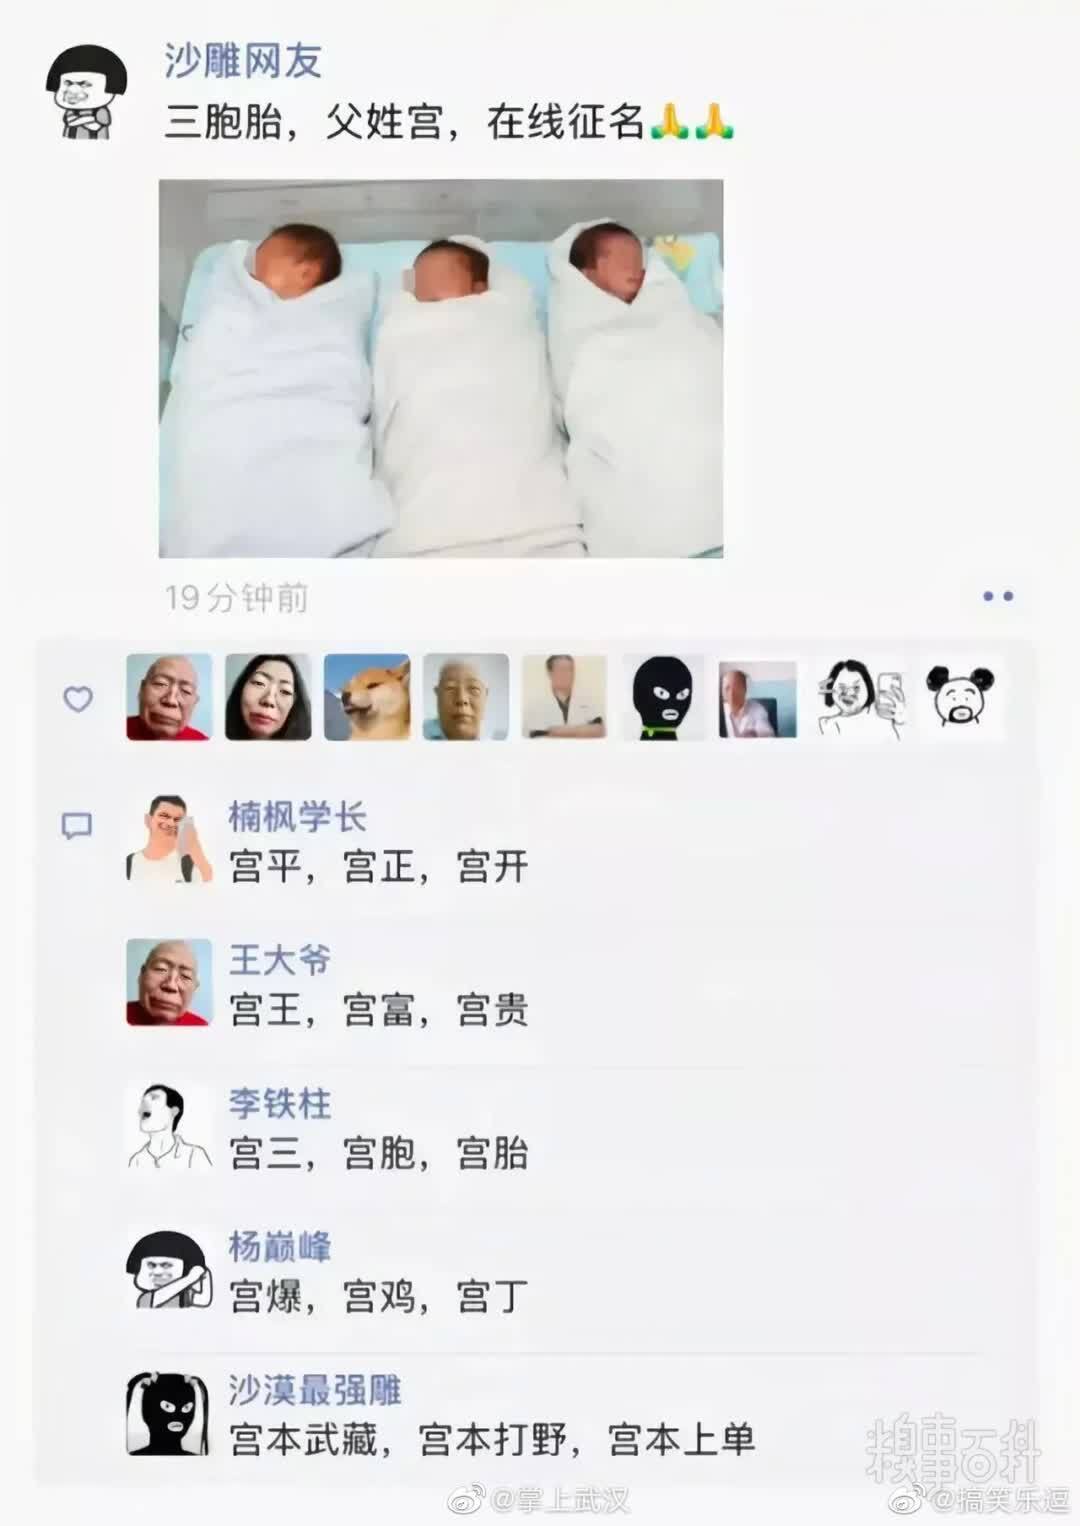 沙雕网友
三胞胎，父姓宫，在线征名🙏🙏
19分钟前
楠枫学长
宫平，宫正，宫开
王大爷
宫王，宫富，宫贵
李铁柱
宫三，宫胞，宫胎
杨巅峰
宫爆，宫鸡，宫丁
沙漠最强雕
宫本武藏，宫本打野，宫本上单
糗事百科
@掌上武汉
@搞笑乐逗